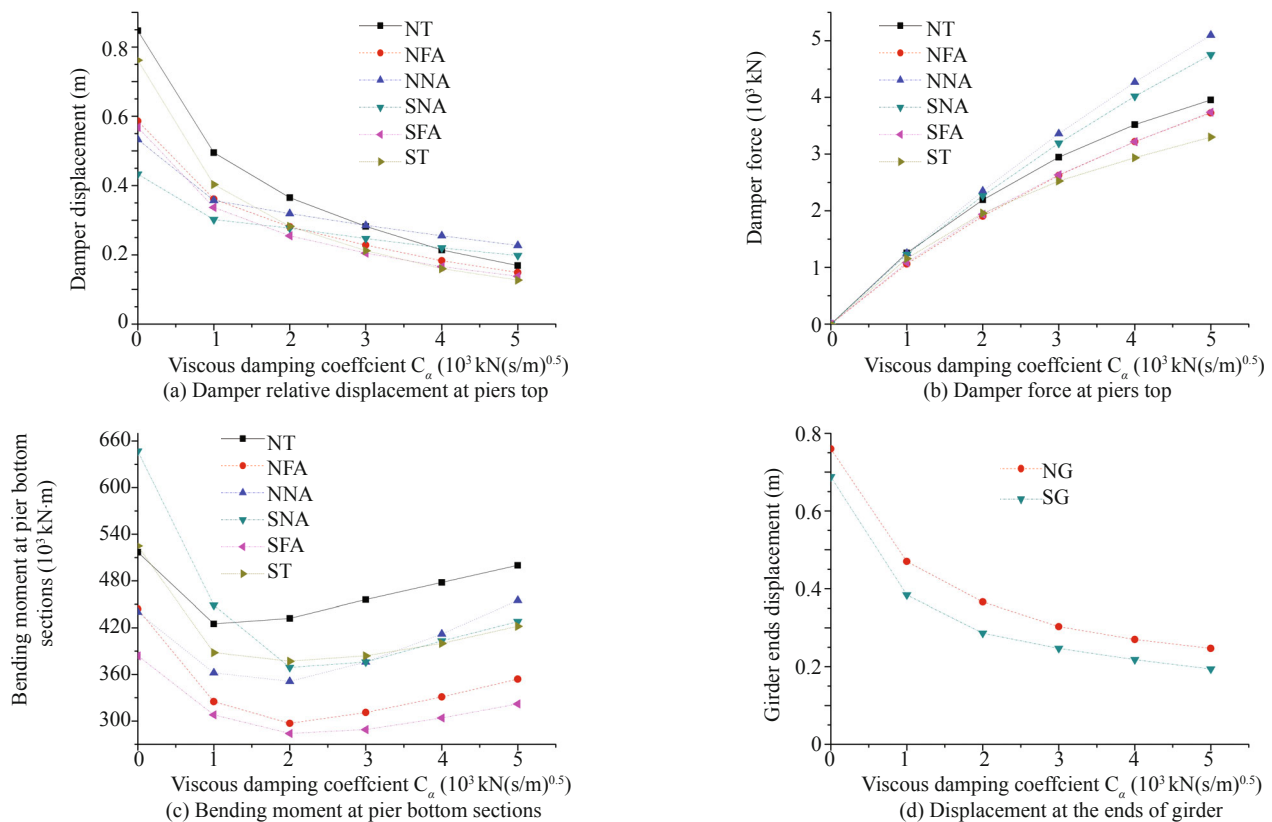 Damper displacement (m)
0.8
0.6
0.4
0.2
0
0 1 2 3 4 5
NT
NFA
NNA
SNA
SFA
ST
Viscous damping coeffcient Cα (10³ kN(s/m)⁰·⁵)
(a) Damper relative displacement at piers top
Damper force (10³ kN)
5
4
3
2
1
0
0 1 2 3 4 5
NT
NFA
NNA
SNA
SFA
ST
Viscous damping coeffcient Cα (10³ kN(s/m)⁰·⁵)
(b) Damper force at piers top
Bending moment at pier bottom
sections (10³ kN·m)
660
600
540
480
420
360
300
0 1 2 3 4 5
NT
NFA
NNA
SNA
SFA
ST
Viscous damping coeffcient Cα (10³ kN(s/m)⁰·⁵)
(c) Bending moment at pier bottom sections
Girder ends displacement (m)
0.8
0.6
0.4
0.2
0
0 1 2 3 4 5
NG
SG
Viscous damping coeffcient Cα (10³ kN(s/m)⁰·⁵)
(d) Displacement at the ends of girder